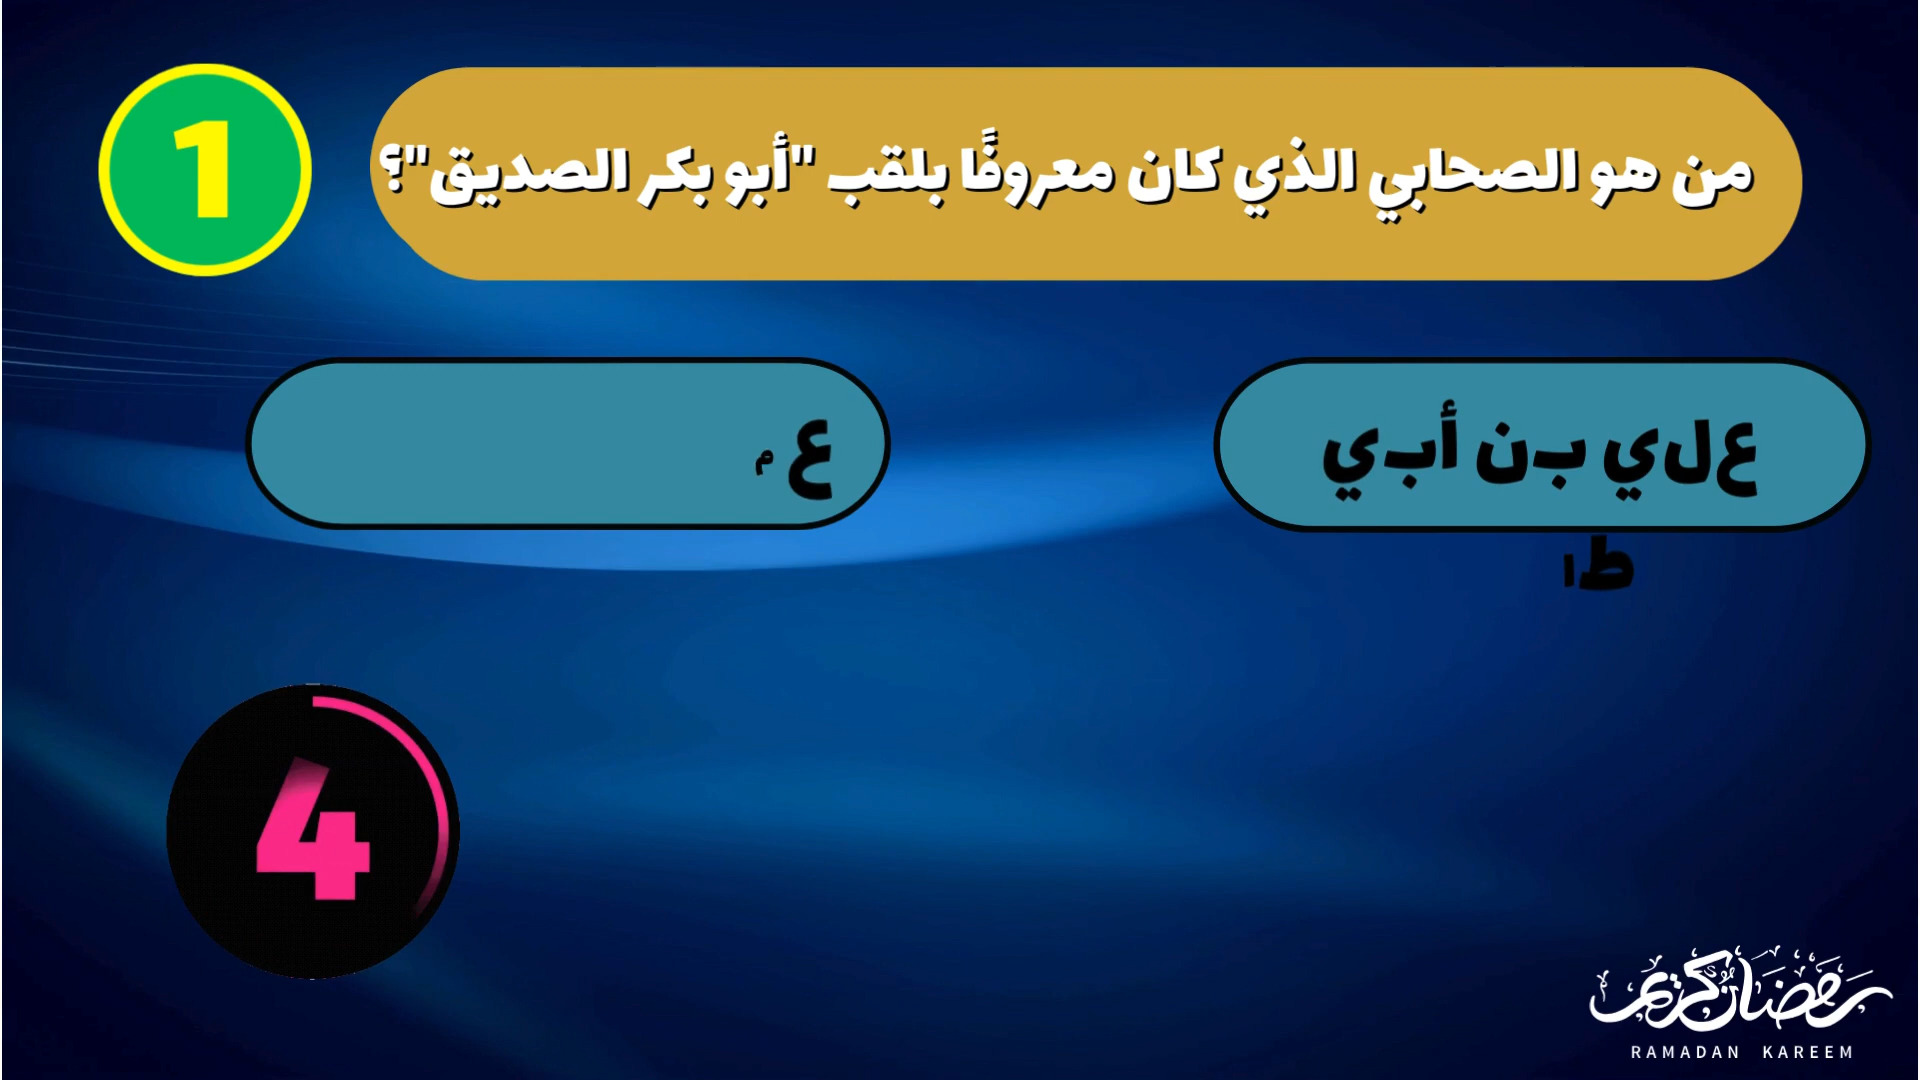 1
من هو الصحابي الذي كان معروفًا بلقب "أبو بكر الصديق"؟
علي بن أبي
طا
ع م
4
رمضان كريم
RAMADAN KAREEM